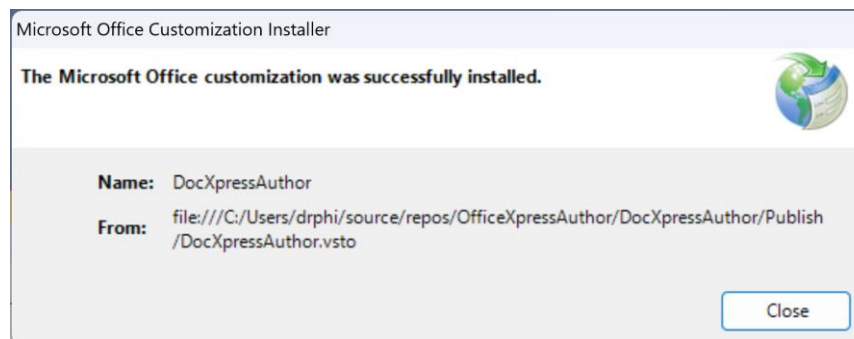 Microsoft Office Customization Installer
The Microsoft Office customization was successfully installed.
Name: DocXpressAuthor
From: file:///C:/Users/drphi/source/repos/OfficeXpressAuthor/DocXpressAuthor/Publish
/DocXpressAuthor.vsto
Close